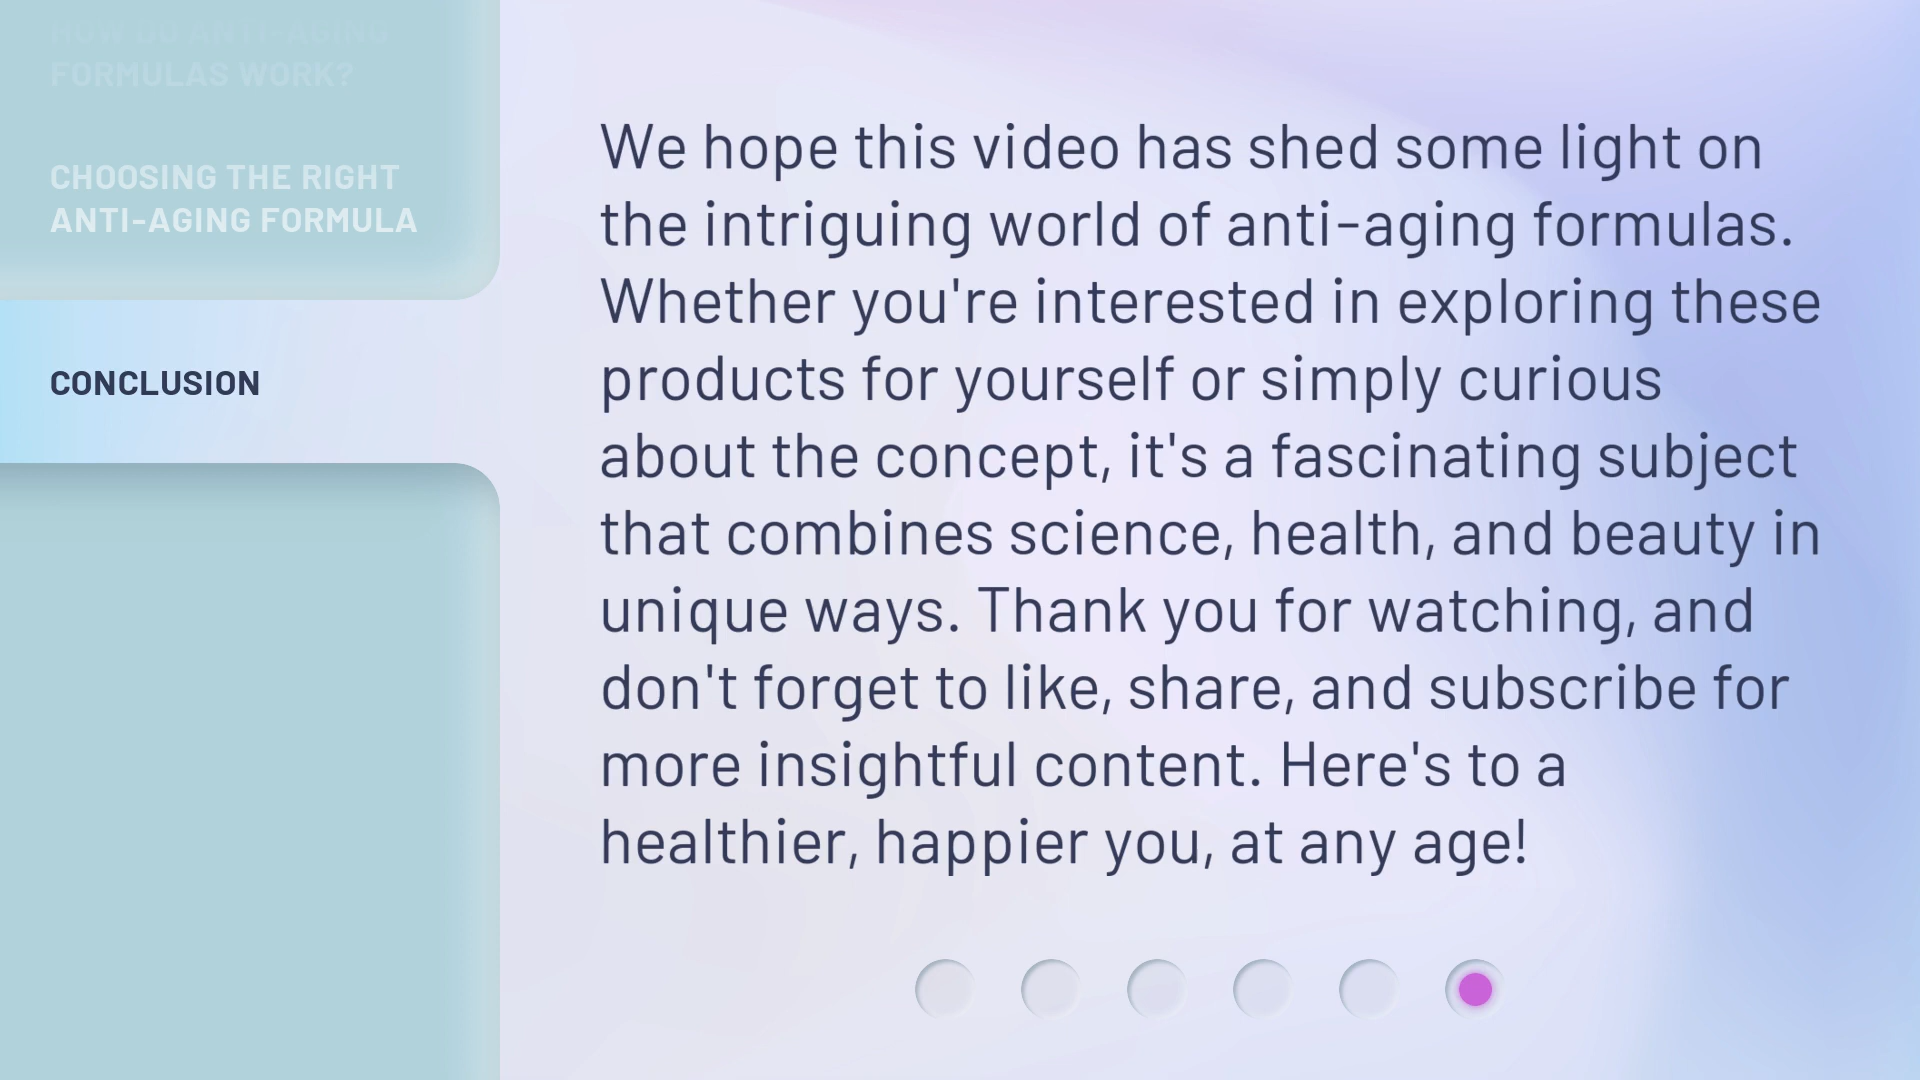 HOW DO ANTI-AGING
FORMULAS WORK?
CHOOSING THE RIGHT
ANTI-AGING FORMULA
CONCLUSION
We hope this video has shed some light on
the intriguing world of anti-aging formulas.
Whether you're interested in exploring these
products for yourself or simply curious
about the concept, it's a fascinating subject
that combines science, health, and beauty in
unique ways. Thank you for watching, and
don't forget to like, share, and subscribe for
more insightful content. Here's to a
healthier, happier you, at any age!